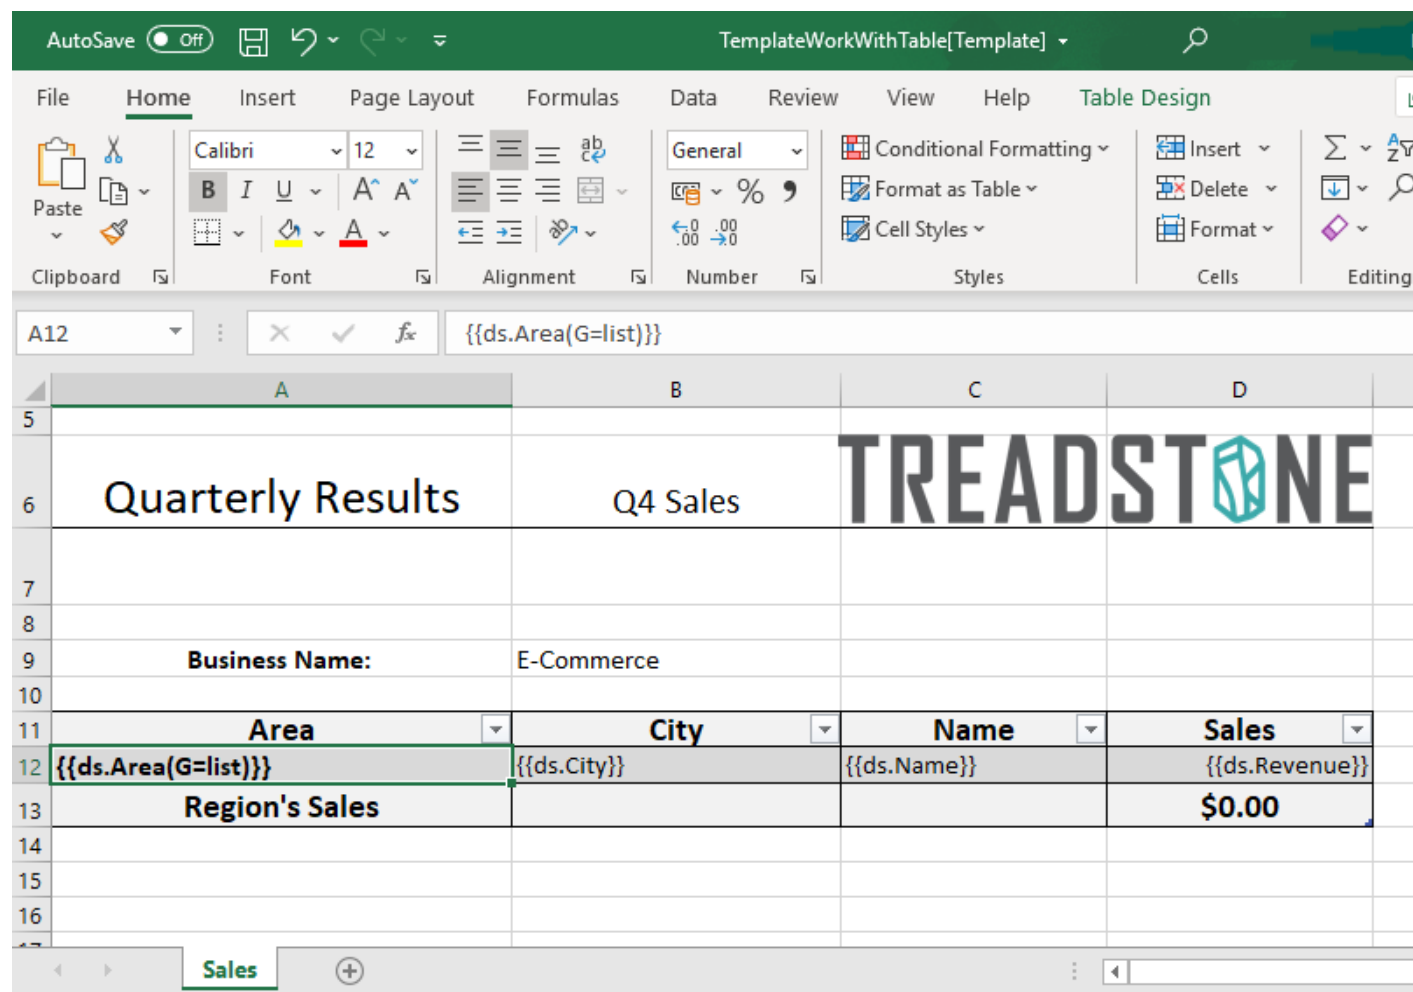 AutoSave Off TemplateWorkWithTable[Template]
File Home Insert Page Layout Formulas Data Review View Help Table Design
Calibri 12 ab General Conditional Formatting Insert
Paste B I U A A % Format as Table Delete
A Cell Styles Format
Clipboard Font Alignment Number Styles Cells Editing
A12 fx {{ds.Area(G=list)}}
A B C D
5
6 Quarterly Results Q4 Sales TREADSTONE
7
8
9 Business Name: E-Commerce
10
11 Area City Name Sales
12 {{ds.Area(G=list)}} {{ds.City}} {{ds.Name}} {{ds.Revenue}}
13 Region's Sales $0.00
14
15
16
17
Sales